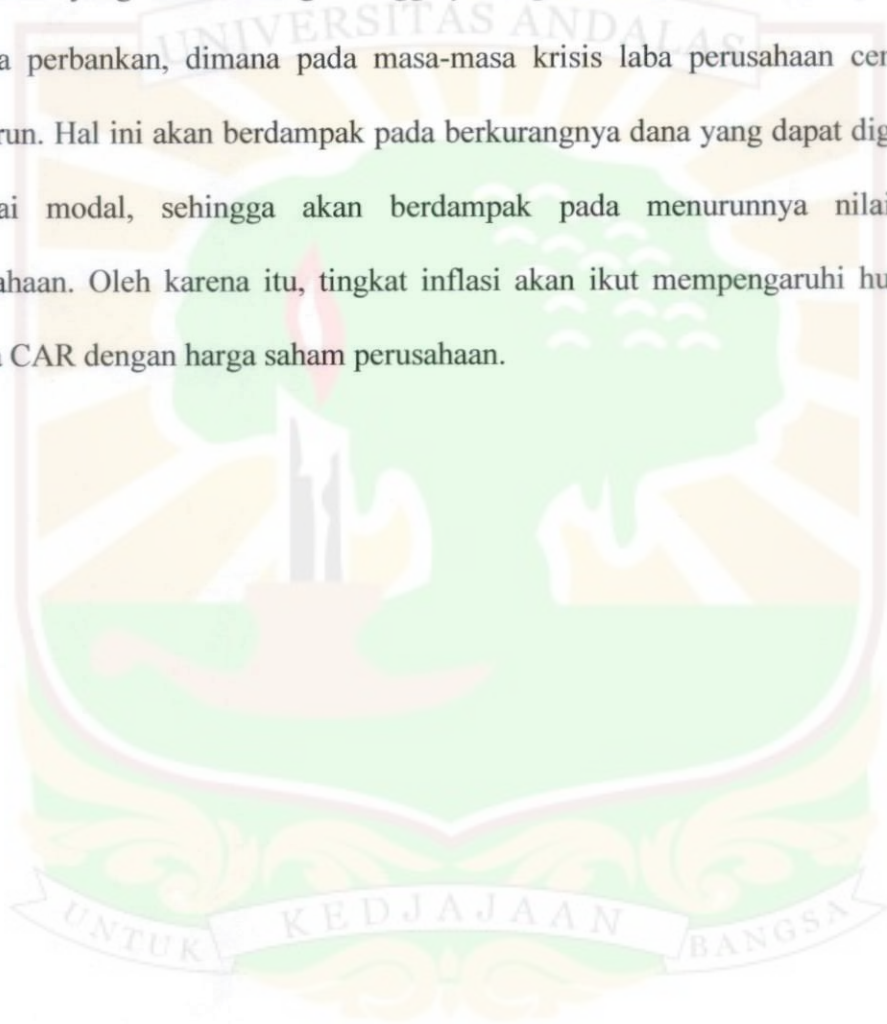 UNIVERSITAS ANDALAS
a perbankan, dimana pada masa-masa krisis laba perusahaan cer
run. Hal ini akan berdampak pada berkurangnya dana yang dapat dig
ai modal, sehingga akan berdampak pada menurunnya nilai
ahaan. Oleh karena itu, tingkat inflasi akan ikut mempengaruhi hu
CAR dengan harga saham perusahaan.
UNTUK KEDJAJAAN BANGSA